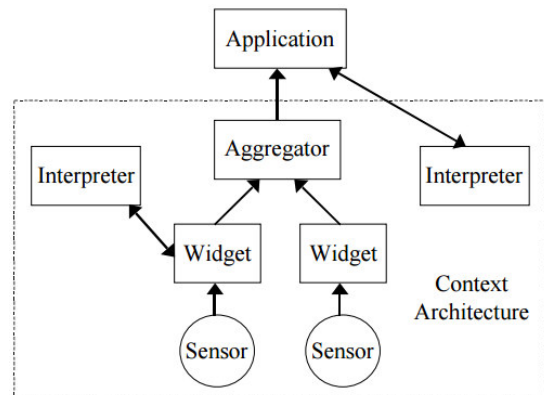 Application
Aggregator
Interpreter
Interpreter
Widget
Widget
Context
Architecture
Sensor
Sensor